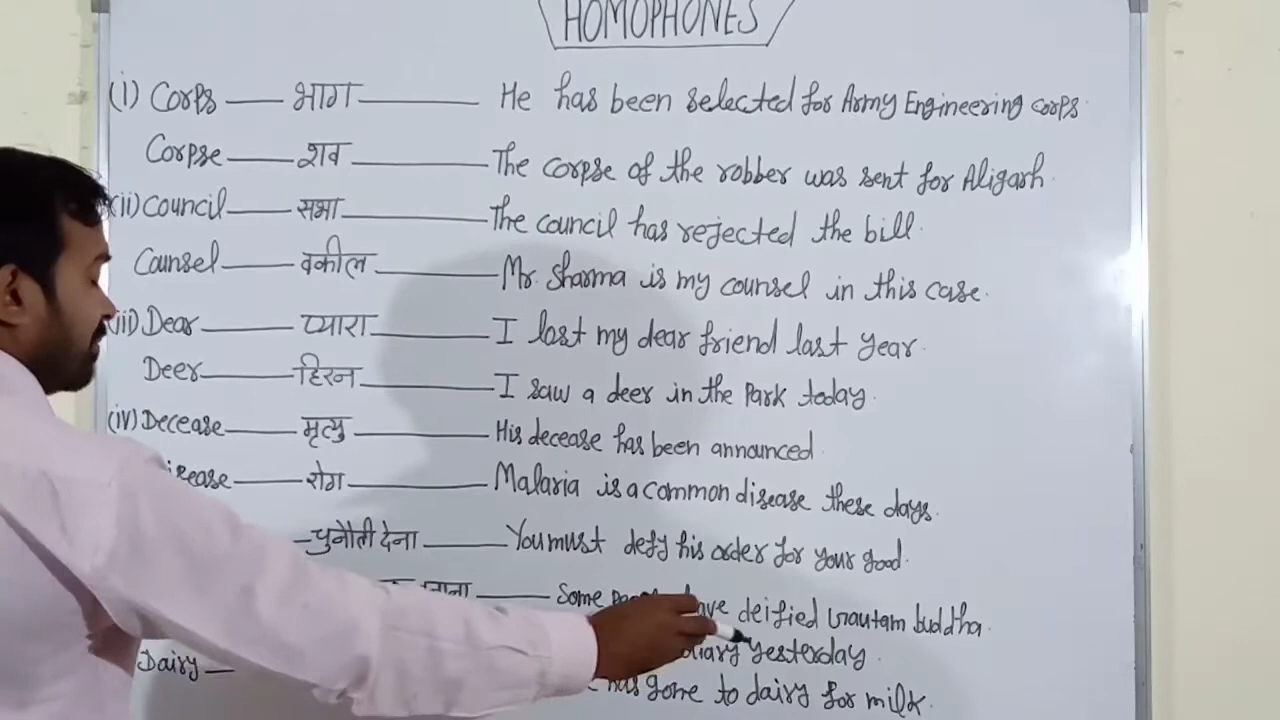 HOMOPHONES
(i) Corps — भाग — He has been selected for Army Engineering corps.
Corpse — शव — The corpse of the robber was sent for Aligarh.
(ii) Council — सभा — The council has rejected the bill.
Counsel — वकील — Mr. Sharma is my counsel in this case.
(iii) Dear — प्यारा — I lost my dear friend last year.
Deer — हिरन — I saw a deer in the Park today.
(iv) Decease — मृत्यु — His decease has been announced
— रोग — Malaria is a common disease these days.
— चुनौती देना — You must defy his order for your good.
— Some have deified Gautam buddha.
diary yesterday.
Dairy — has gone to dairy for milk.